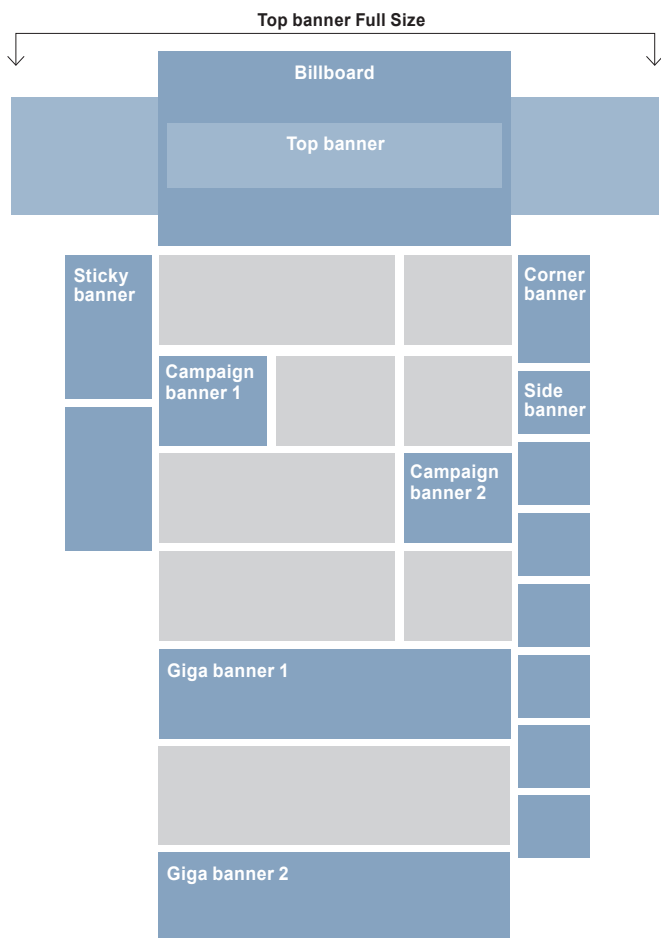 Top banner Full Size
Billboard
Top banner
Sticky
banner
Corner
banner
Campaign
banner 1
Side
banner
Campaign
banner 2
Giga banner 1
Giga banner 2